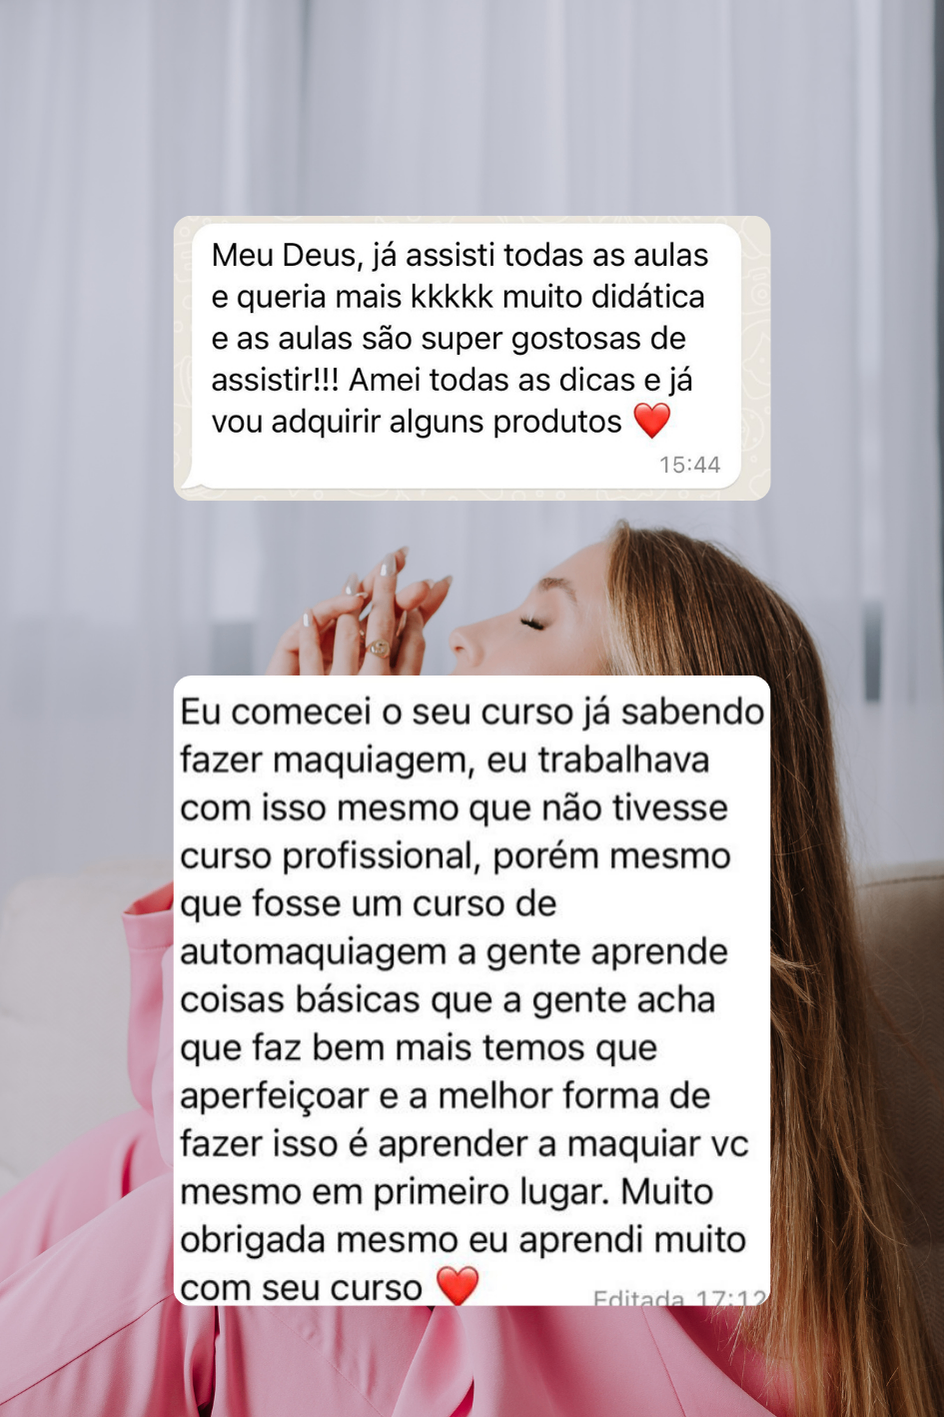 Meu Deus, já assisti todas as aulas
e queria mais kkkkk muito didática
e as aulas são super gostosas de
assistir!!! Amei todas as dicas e já
vou adquirir alguns produtos ❤️
15:44
Eu comecei o seu curso já sabendo
fazer maquiagem, eu trabalhava
com isso mesmo que não tivesse
curso profissional, porém mesmo
que fosse um curso de
automaquiagem a gente aprende
coisas básicas que a gente acha
que faz bem mais temos que
aperfeiçoar e a melhor forma de
fazer isso é aprender a maquiar vc
mesmo em primeiro lugar. Muito
obrigada mesmo eu aprendi muito
com seu curso ❤️
Editada 17:12